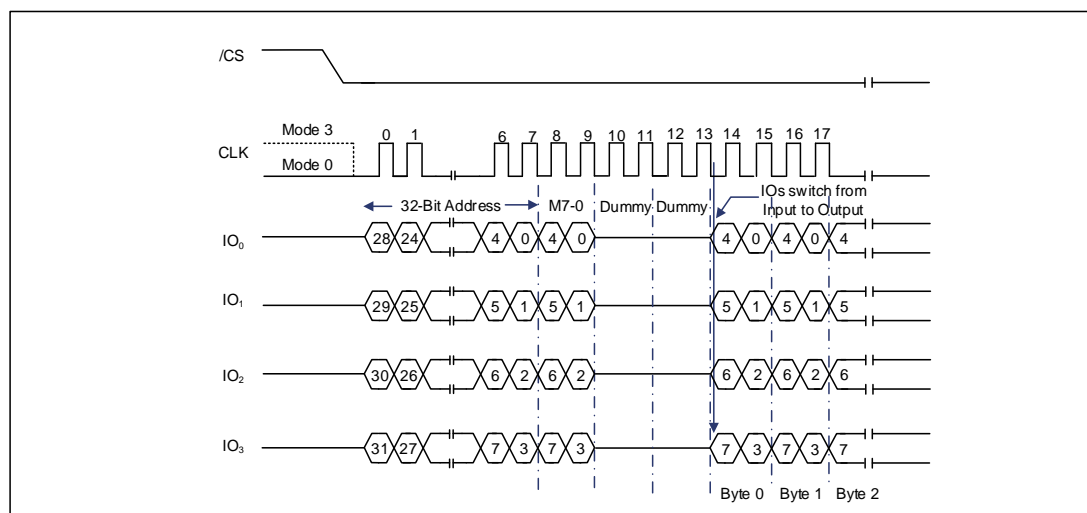 /CS
Mode 3
0 1 6 7 8 9 10 11 12 13 14 15 16 17
CLK
Mode 0
IOs switch from
32-Bit Address M7-0 Dummy Dummy Input to Output
IO0 28 24 4 0 4 0 4 0 4 0 4
IO1 29 25 5 1 5 1 5 1 5 1 5
IO2 30 26 6 2 6 2 6 2 6 2 6
IO3 31 27 7 3 7 3 7 3 7 3 7
Byte 0 Byte 1 Byte 2